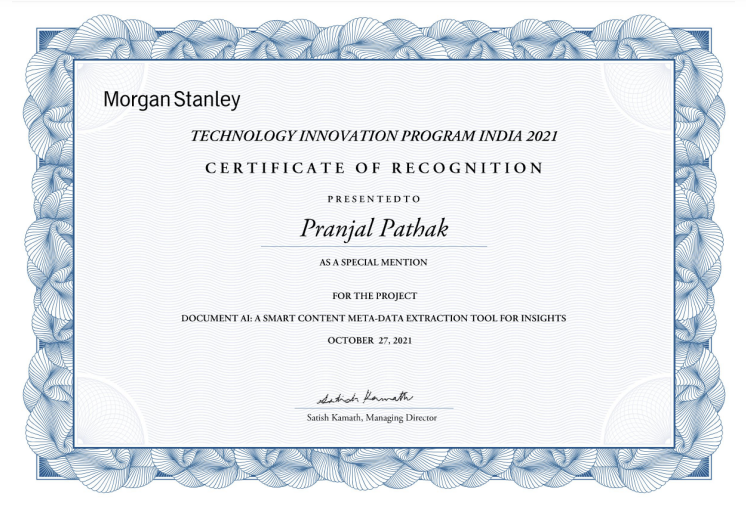 Morgan Stanley
TECHNOLOGY INNOVATION PROGRAM INDIA 2021
CERTIFICATE OF RECOGNITION
PRESENTEDTO
Pranjal Pathak
AS A SPECIAL MENTION
FOR THE PROJECT
DOCUMENT AI: A SMART CONTENT META-DATA EXTRACTION TOOL FOR INSIGHTS
OCTOBER 27, 2021
Satish Kamath
Satish Kamath, Managing Director